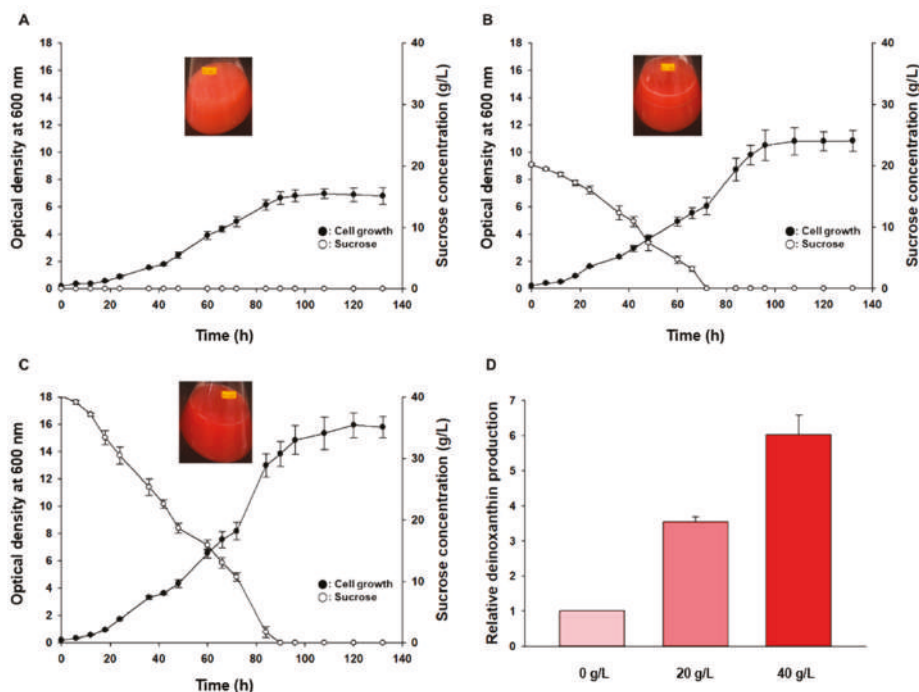 A
Optical density at 600 nm
18
16
14
12
10
8
6
4
2
0
40
30
20
10
0
Sucrose concentration (g/L)
●: Cell growth
○: Sucrose
0 20 40 60 80 100 120 140
Time (h)
B
Optical density at 600 nm
18
16
14
12
10
8
6
4
2
0
40
30
20
10
0
Sucrose concentration (g/L)
●: Cell growth
○: Sucrose
0 20 40 60 80 100 120 140
Time (h)
C
Optical density at 600 nm
18
16
14
12
10
8
6
4
2
0
40
30
20
10
0
Sucrose concentration (g/L)
●: Cell growth
○: Sucrose
0 20 40 60 80 100 120 140
Time (h)
D
Relative deinoxanthin production
7
6
5
4
3
2
1
0
0 g/L 20 g/L 40 g/L